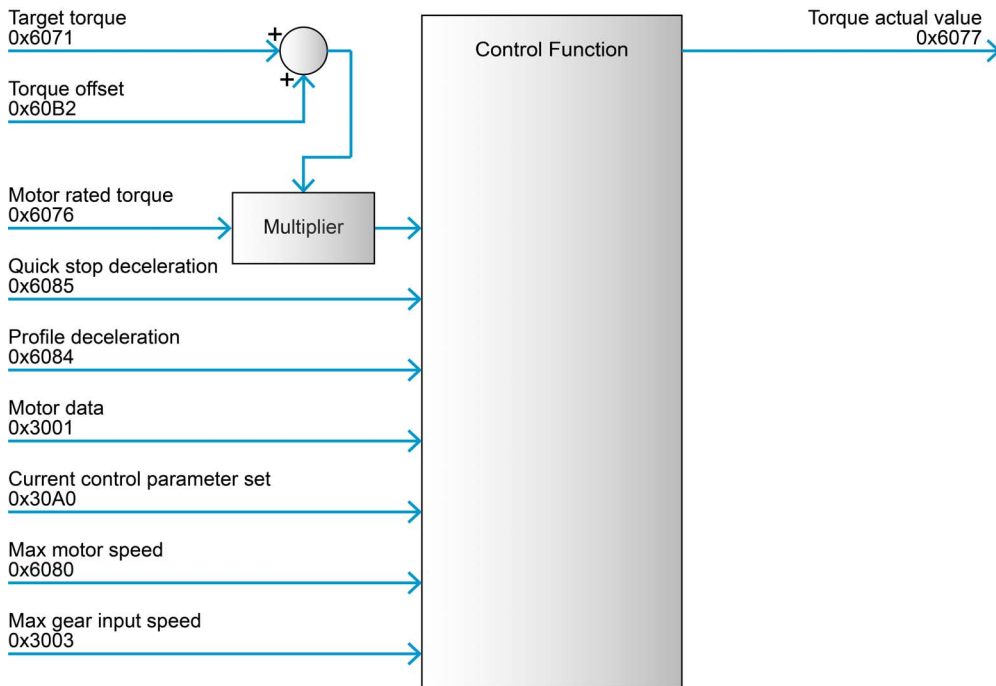 Target torque
0x6071
+
+
Torque offset
0x60B2
Motor rated torque
0x6076
Multiplier
Quick stop deceleration
0x6085
Profile deceleration
0x6084
Motor data
0x3001
Current control parameter set
0x30A0
Max motor speed
0x6080
Max gear input speed
0x3003
Control Function
Torque actual value
0x6077